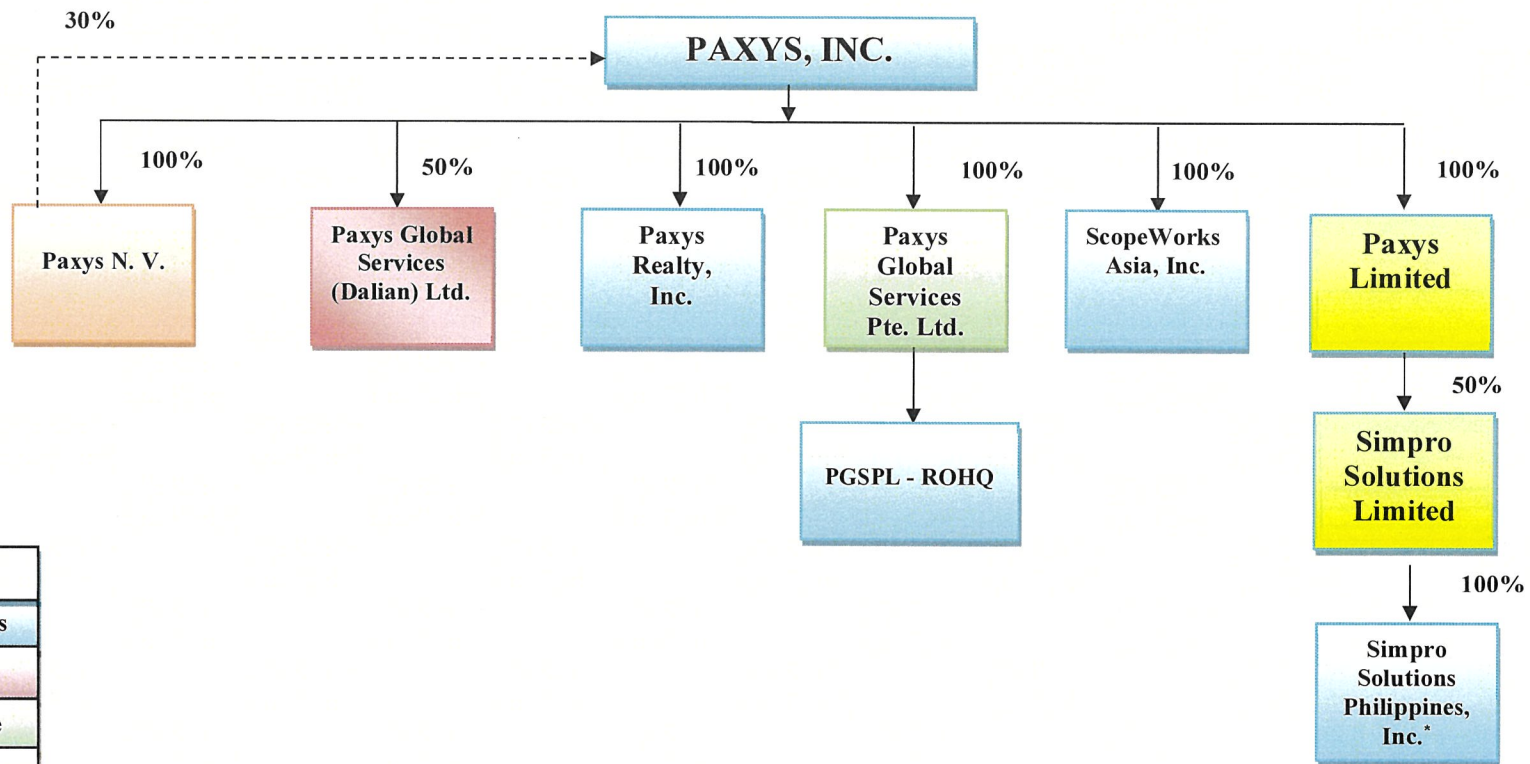 30%
PAXYS, INC.
100%
50%
100%
100%
100%
100%
Paxys N. V.
Paxys Global
Services
(Dalian) Ltd.
Paxys
Realty,
Inc.
Paxys
Global
Services
Pte. Ltd.
ScopeWorks
Asia, Inc.
Paxys
Limited
50%
PGSPL - ROHQ
Simpro
Solutions
Limited
100%
Simpro
Solutions
Philippines,
Inc.*